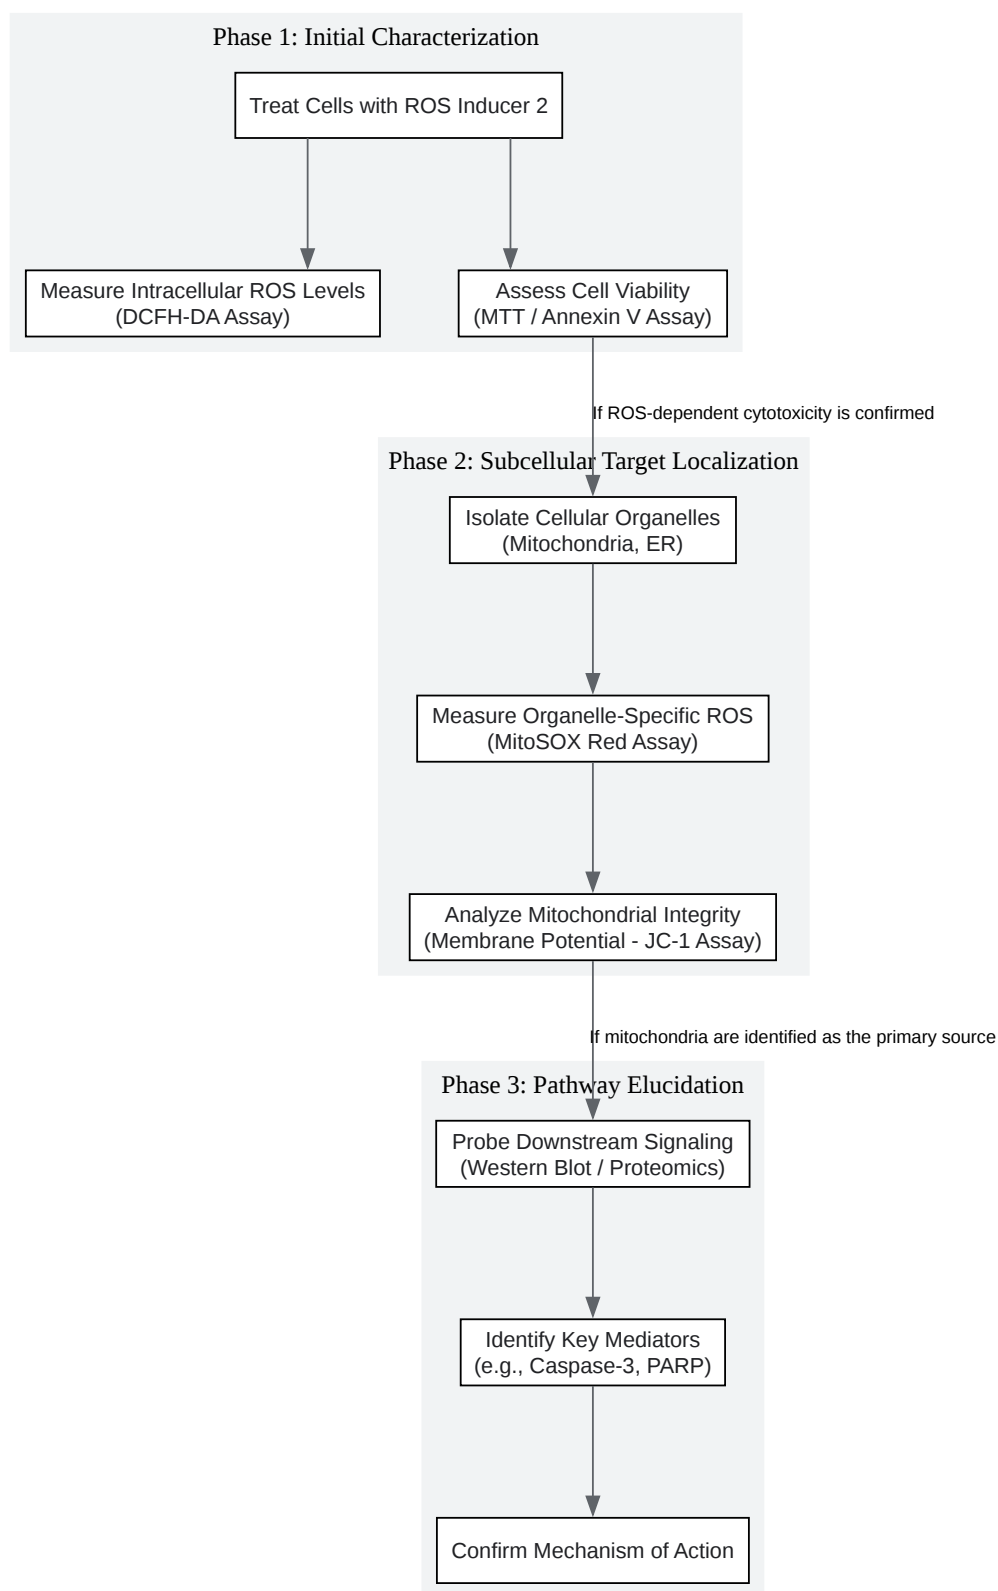 Phase 1: Initial Characterization
Treat Cells with ROS Inducer 2
Measure Intracellular ROS Levels
(DCFH-DA Assay)
Assess Cell Viability
(MTT / Annexin V Assay)
If ROS-dependent cytotoxicity is confirmed
Phase 2: Subcellular Target Localization
Isolate Cellular Organelles
(Mitochondria, ER)
Measure Organelle-Specific ROS
(MitoSOX Red Assay)
Analyze Mitochondrial Integrity
(Membrane Potential - JC-1 Assay)
If mitochondria are identified as the primary source
Phase 3: Pathway Elucidation
Probe Downstream Signaling
(Western Blot / Proteomics)
Identify Key Mediators
(e.g., Caspase-3, PARP)
Confirm Mechanism of Action